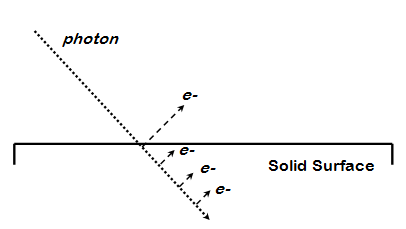 photon
e-
e-
e-
Solid Surface
e-